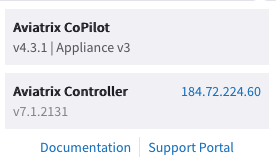 Aviatrix CoPilot
v4.3.1 | Appliance v3
Aviatrix Controller 184.72.224.60
v7.1.2131
Documentation | Support Portal